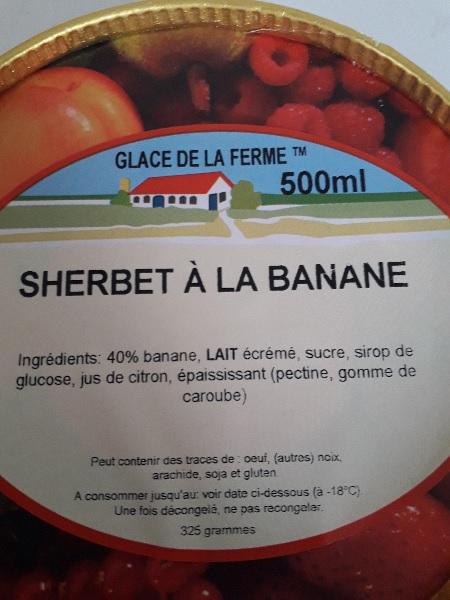 GLACE DE LA FERME ™
500ml
SHERBET À LA BANANE
Ingrédients: 40% banane, LAIT écrémé, sucre, sirop de
glucose, jus de citron, épaississant (pectine, gomme de
caroube)
Peut contenir des traces de : oeuf, (autres) noix,
arachide, soja et gluten.
A consommer jusqu'au: voir date ci-dessous (à -18°C)
Une fois décongelé, ne pas recongeler.
325 grammes